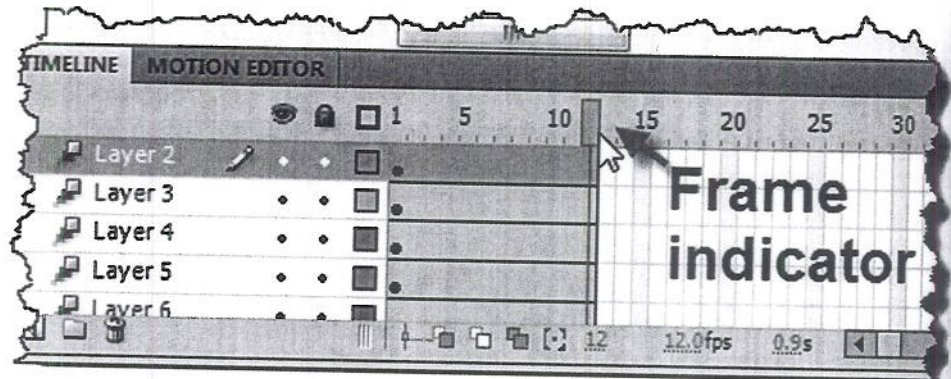 TIMELINE MOTION EDITOR
1 5 10 15 20 25 30
Layer 2
Layer 3
Layer 4
Layer 5
Layer 6
Frame
indicator
12 12.0fps 0.9s